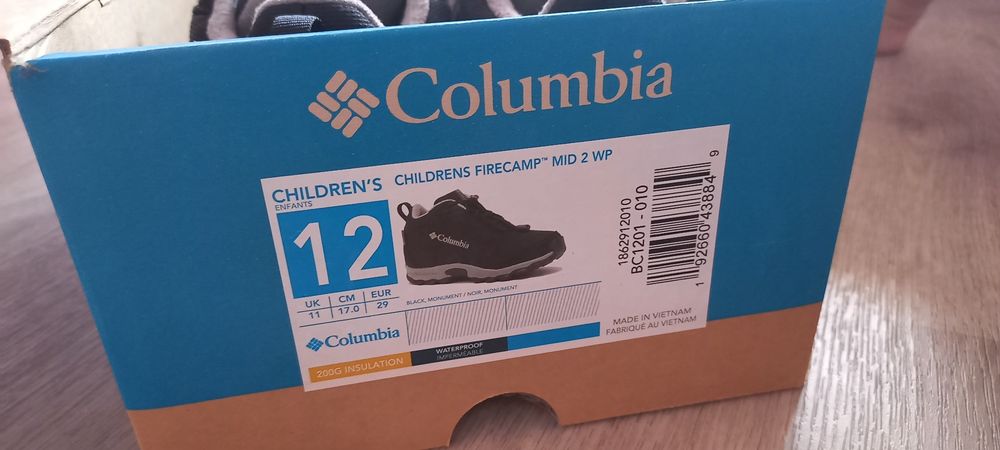 Columbia
CHILDREN'S
ENFANTS
CHILDRENS FIRECAMP™ MID 2 WP
12
UK
CM
EUR
11
17.0
29
Columbia
BLACK, MONUMENT / NOIR, MONUMENT
Columbia
200G INSULATION
WATERPROOF
IMPERMÉABLE
1862912010
BC1201 - 010
1 92660 43884 9
MADE IN VIETNAM
FABRIQUÉ AU VIETNAM